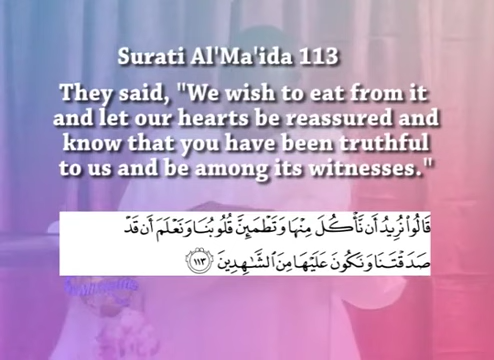 Surati Al'Ma'ida 113
They said, "We wish to eat from it
and let our hearts be reassured and
know that you have been truthful
to us and be among its witnesses."
قَالُوا۟ نُرِيدُ أَن نَّأْكُلَ مِنْهَا وَتَطْمَئِنَّ قُلُوبُنَا وَنَعْلَمَ أَن قَدْ
صَدَقْتَنَا وَنَكُونَ عَلَيْهَا مِنَ الشَّٰهِدِينَ ١١٣